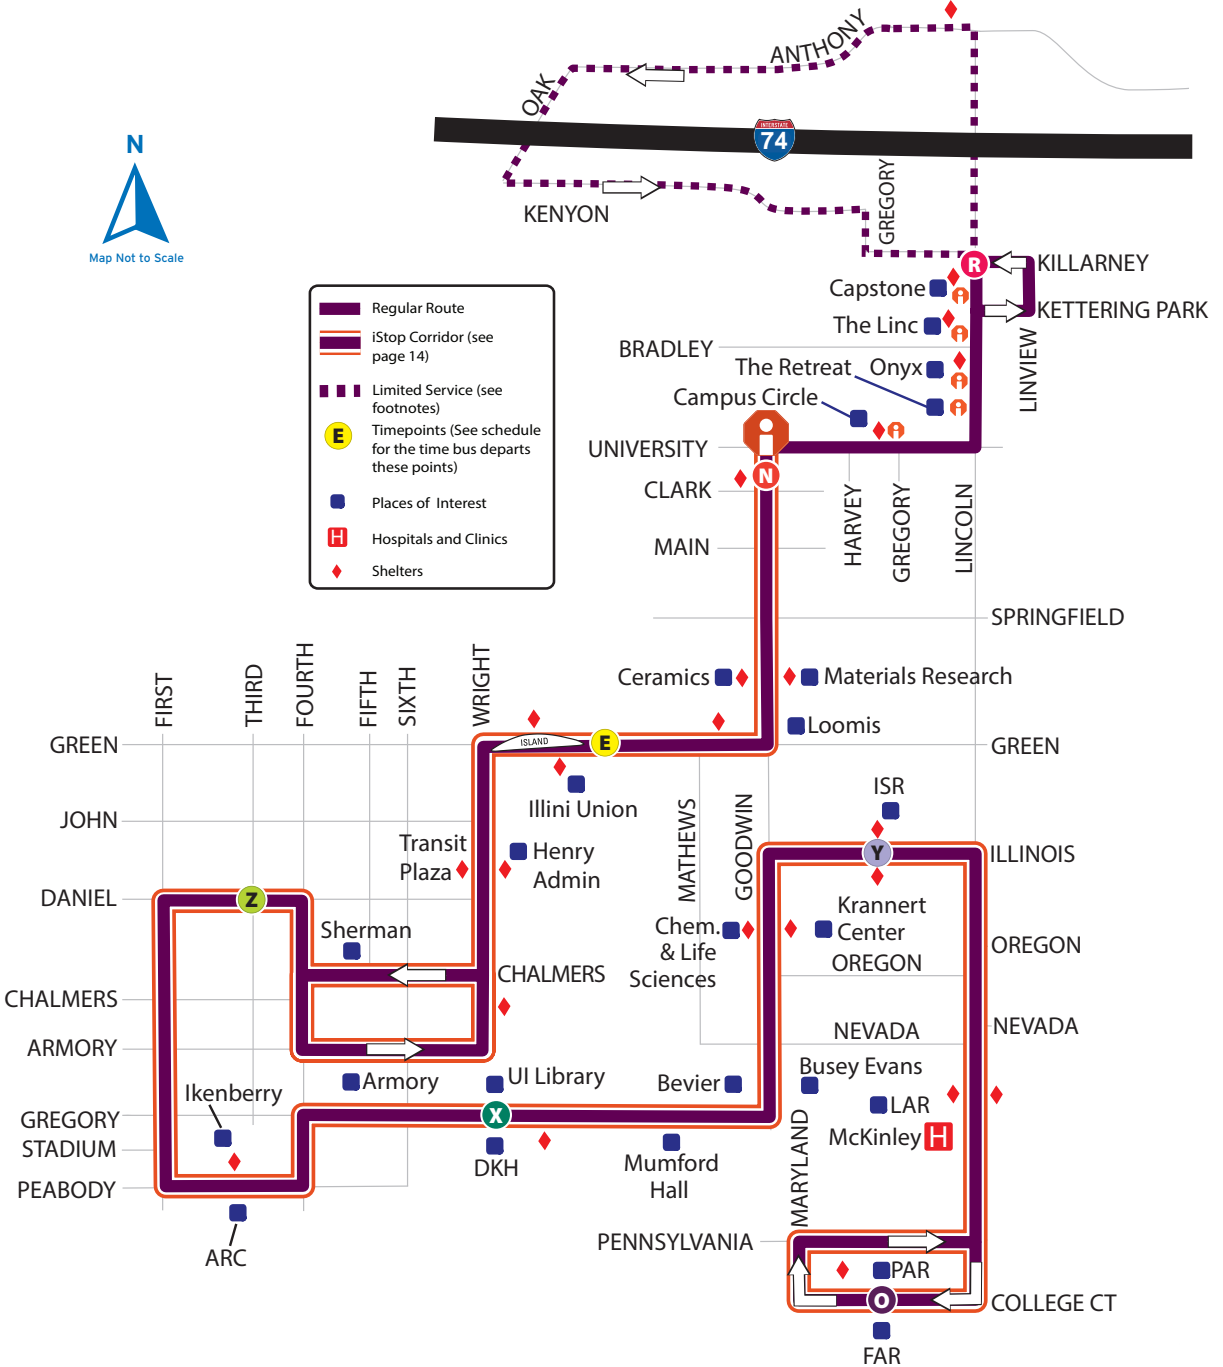 ANTHONY
OAK
N
INTERSTATE
74
Map Not to Scale
KENYON
GREGORY
R
KILLARNEY
Capstone
KETTERING PARK
The Linc
BRADLEY
LINVIEW
The Retreat
Onyx
Campus Circle
UNIVERSITY
N
CLARK
MAIN
HARVEY
GREGORY
LINCOLN
Regular Route
iStop Corridor (see
page 14)
Limited Service (see
footnotes)
E
Timepoints (See schedule
for the time bus departs
these points)
Places of Interest
H
Hospitals and Clinics
Shelters
SPRINGFIELD
Ceramics
Materials Research
Loomis
FIRST
THIRD
FOURTH
FIFTH
SIXTH
WRIGHT
GREEN
ISLAND
E
GREEN
Illini Union
ISR
JOHN
Transit
Plaza
Henry
Admin
MATHEWS
GOODWIN
Y
ILLINOIS
DANIEL
Z
Sherman
Chem.
& Life
Sciences
Krannert
Center
OREGON
OREGON
CHALMERS
CHALMERS
NEVADA
NEVADA
ARMORY
Armory
UI Library
Bevier
Busey Evans
LAR
McKinley
H
Ikenberry
GREGORY
X
STADIUM
DKH
Mumford
Hall
MARYLAND
PEABODY
ARC
PENNSYLVANIA
PAR
O
COLLEGE CT
FAR